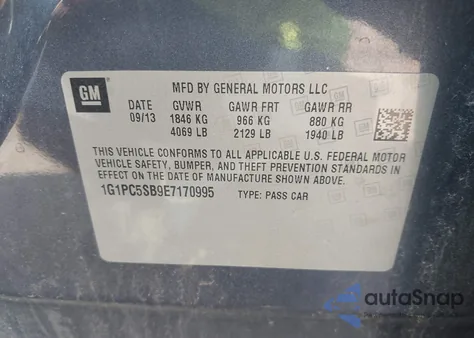 GM
MFD BY GENERAL MOTORS LLC
DATE GVWR GAWR FRT GAWR RR
09/13 1846 KG 966 KG 880 KG
4069 LB 2129 LB 1940 LB
THIS VEHICLE CONFORMS TO ALL APPLICABLE U.S. FEDERAL MOTOR
VEHICLE SAFETY, BUMPER, AND THEFT PREVENTION STANDARDS IN
EFFECT ON THE DATE OF MANUFACTURE SHOWN ABOVE.
1G1PC5SB9E7170995 TYPE: PASS CAR
autoSnap